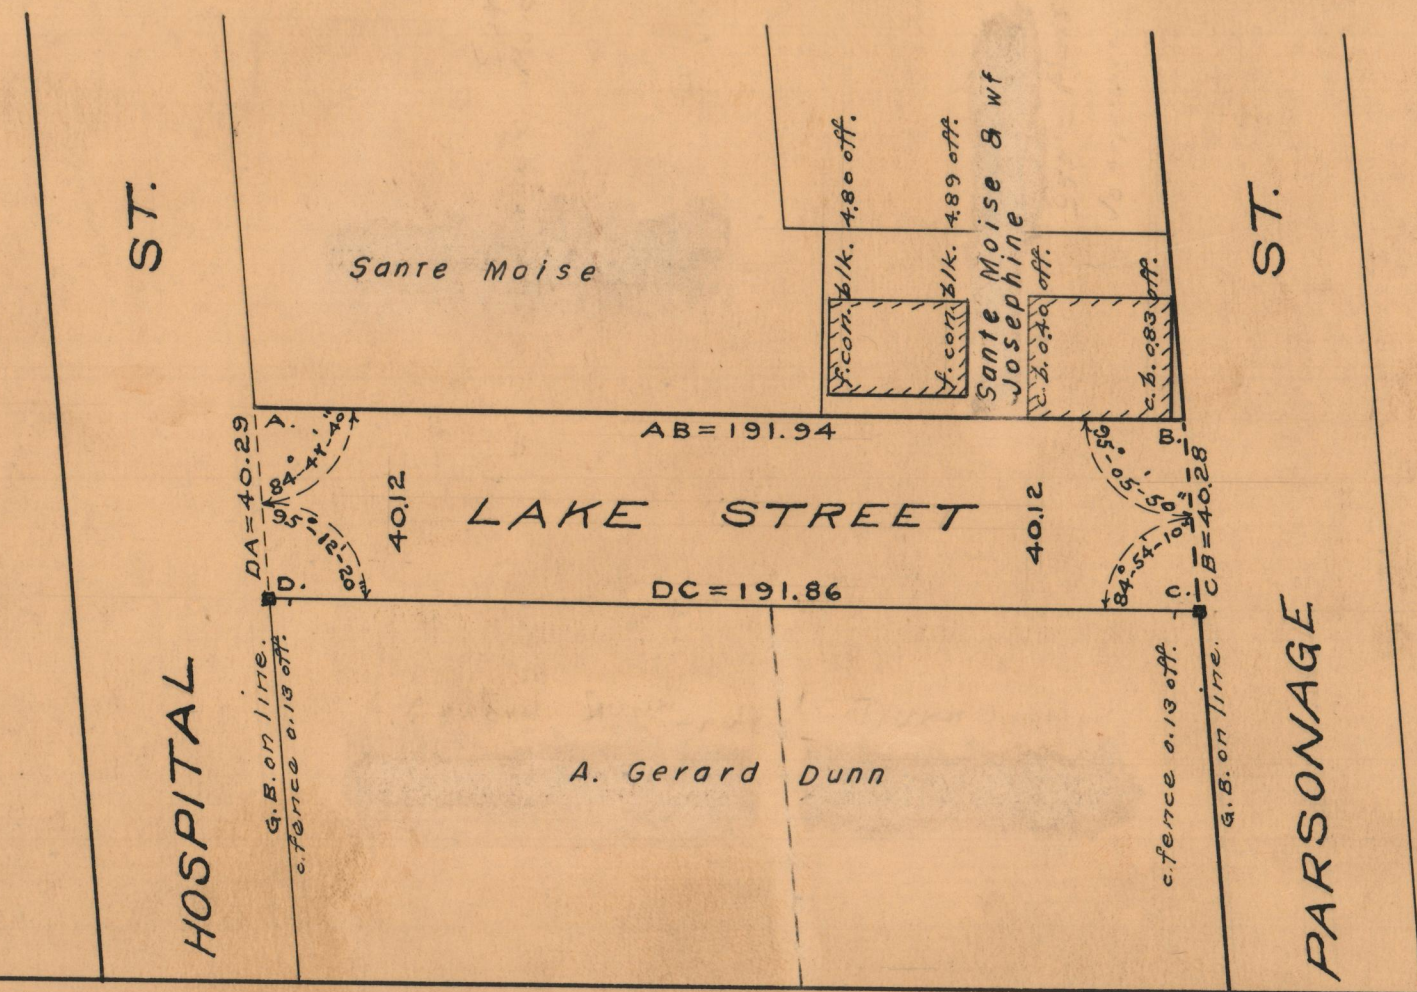 ST.
Sante Moise
f.con. blk. 4.80 off.
f. con. blk. 4.89 off.
Sante Moise & wf
Josephine
c.b. 0.40 off.
c.b. 0.83 off.
ST.
A.
AB = 191.94
B.
DA = 40.29
84°-44'-40"
95°-12'-20"
40.12
LAKE STREET
40.12
95°-05'-50"
84°-54'-10"
CB = 40.28
D.
DC = 191.86
C.
HOSPITAL
G.B. on line.
c. fence 0.13 off.
A. Gerard Dunn
c. fence 0.13 off.
G.B. on line.
PARSONAGE